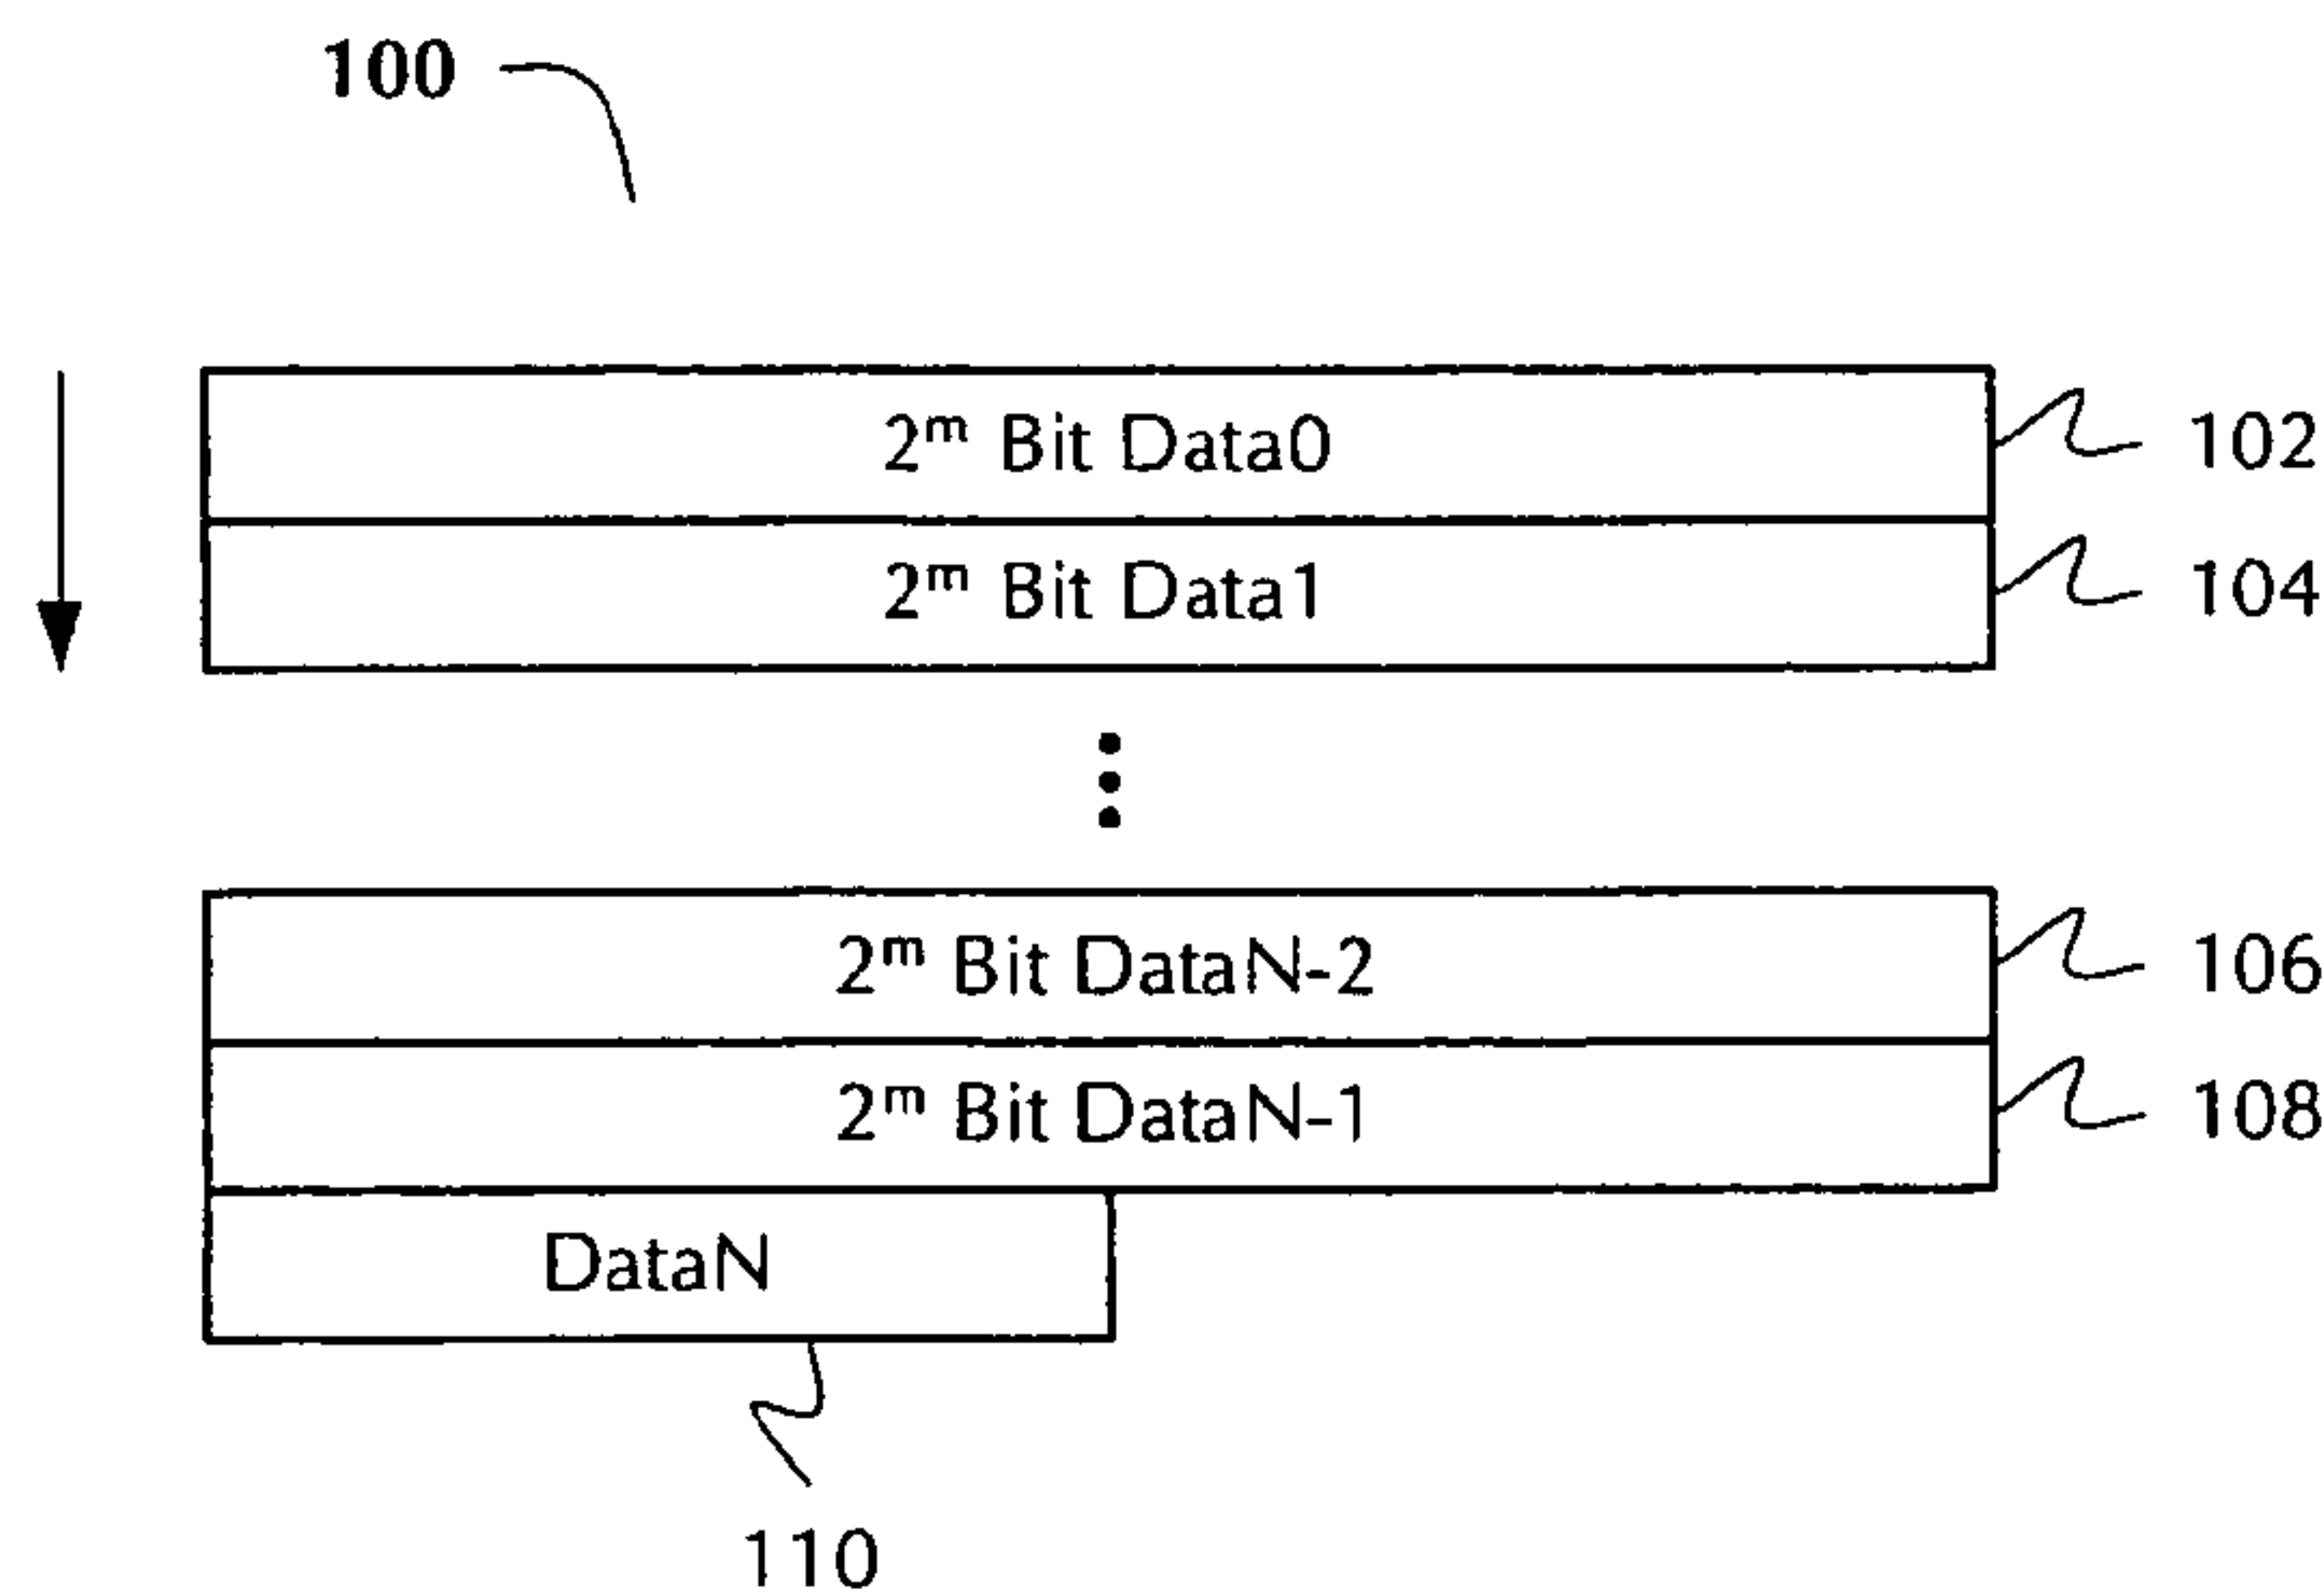 100
2ᵐ Bit Data0 102
2ᵐ Bit Data1 104
2ᵐ Bit DataN-2 106
2ᵐ Bit DataN-1 108
DataN
110